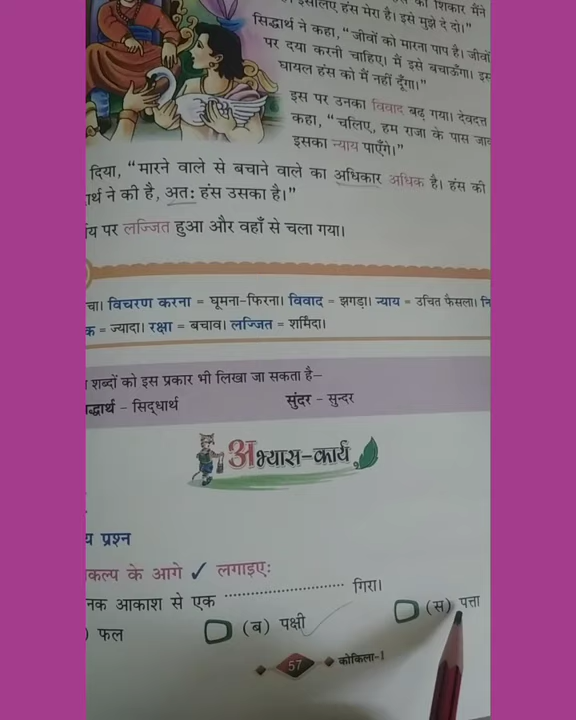 इसलिए हंस मेरा है। इसे मुझे दे दो।"
सिद्धार्थ ने कहा, "जीवों को मारना पाप है। जीवों
पर दया करनी चाहिए। मैं इसे बचाऊँगा। इस
घायल हंस को मैं नहीं दूँगा।"
इस पर उनका विवाद बढ़ गया। देवदत्त
कहा, "चलिए, हम राजा के पास जाव
इसका न्याय पाएँगे।"
दिया, "मारने वाले से बचाने वाले का अधिकार अधिक है। हंस की
र्थ ने की है, अतः हंस उसका है।"
य पर लज्जित हुआ और वहाँ से चला गया।
चा। विचरण करना = घूमना-फिरना। विवाद = झगड़ा। न्याय = उचित फैसला। नि
क = ज्यादा। रक्षा = बचाव। लज्जित = शर्मिंदा।
शब्दों को इस प्रकार भी लिखा जा सकता है–
द्धार्थ – सिद्‌धार्थ सुंदर – सुन्दर
अभ्यास-कार्य
य प्रश्न
कल्प के आगे ✓ लगाइए:
नक आकाश से एक .......................... गिरा।
) फल (ब) पक्षी (स) पत्ता
57 कोकिला-1